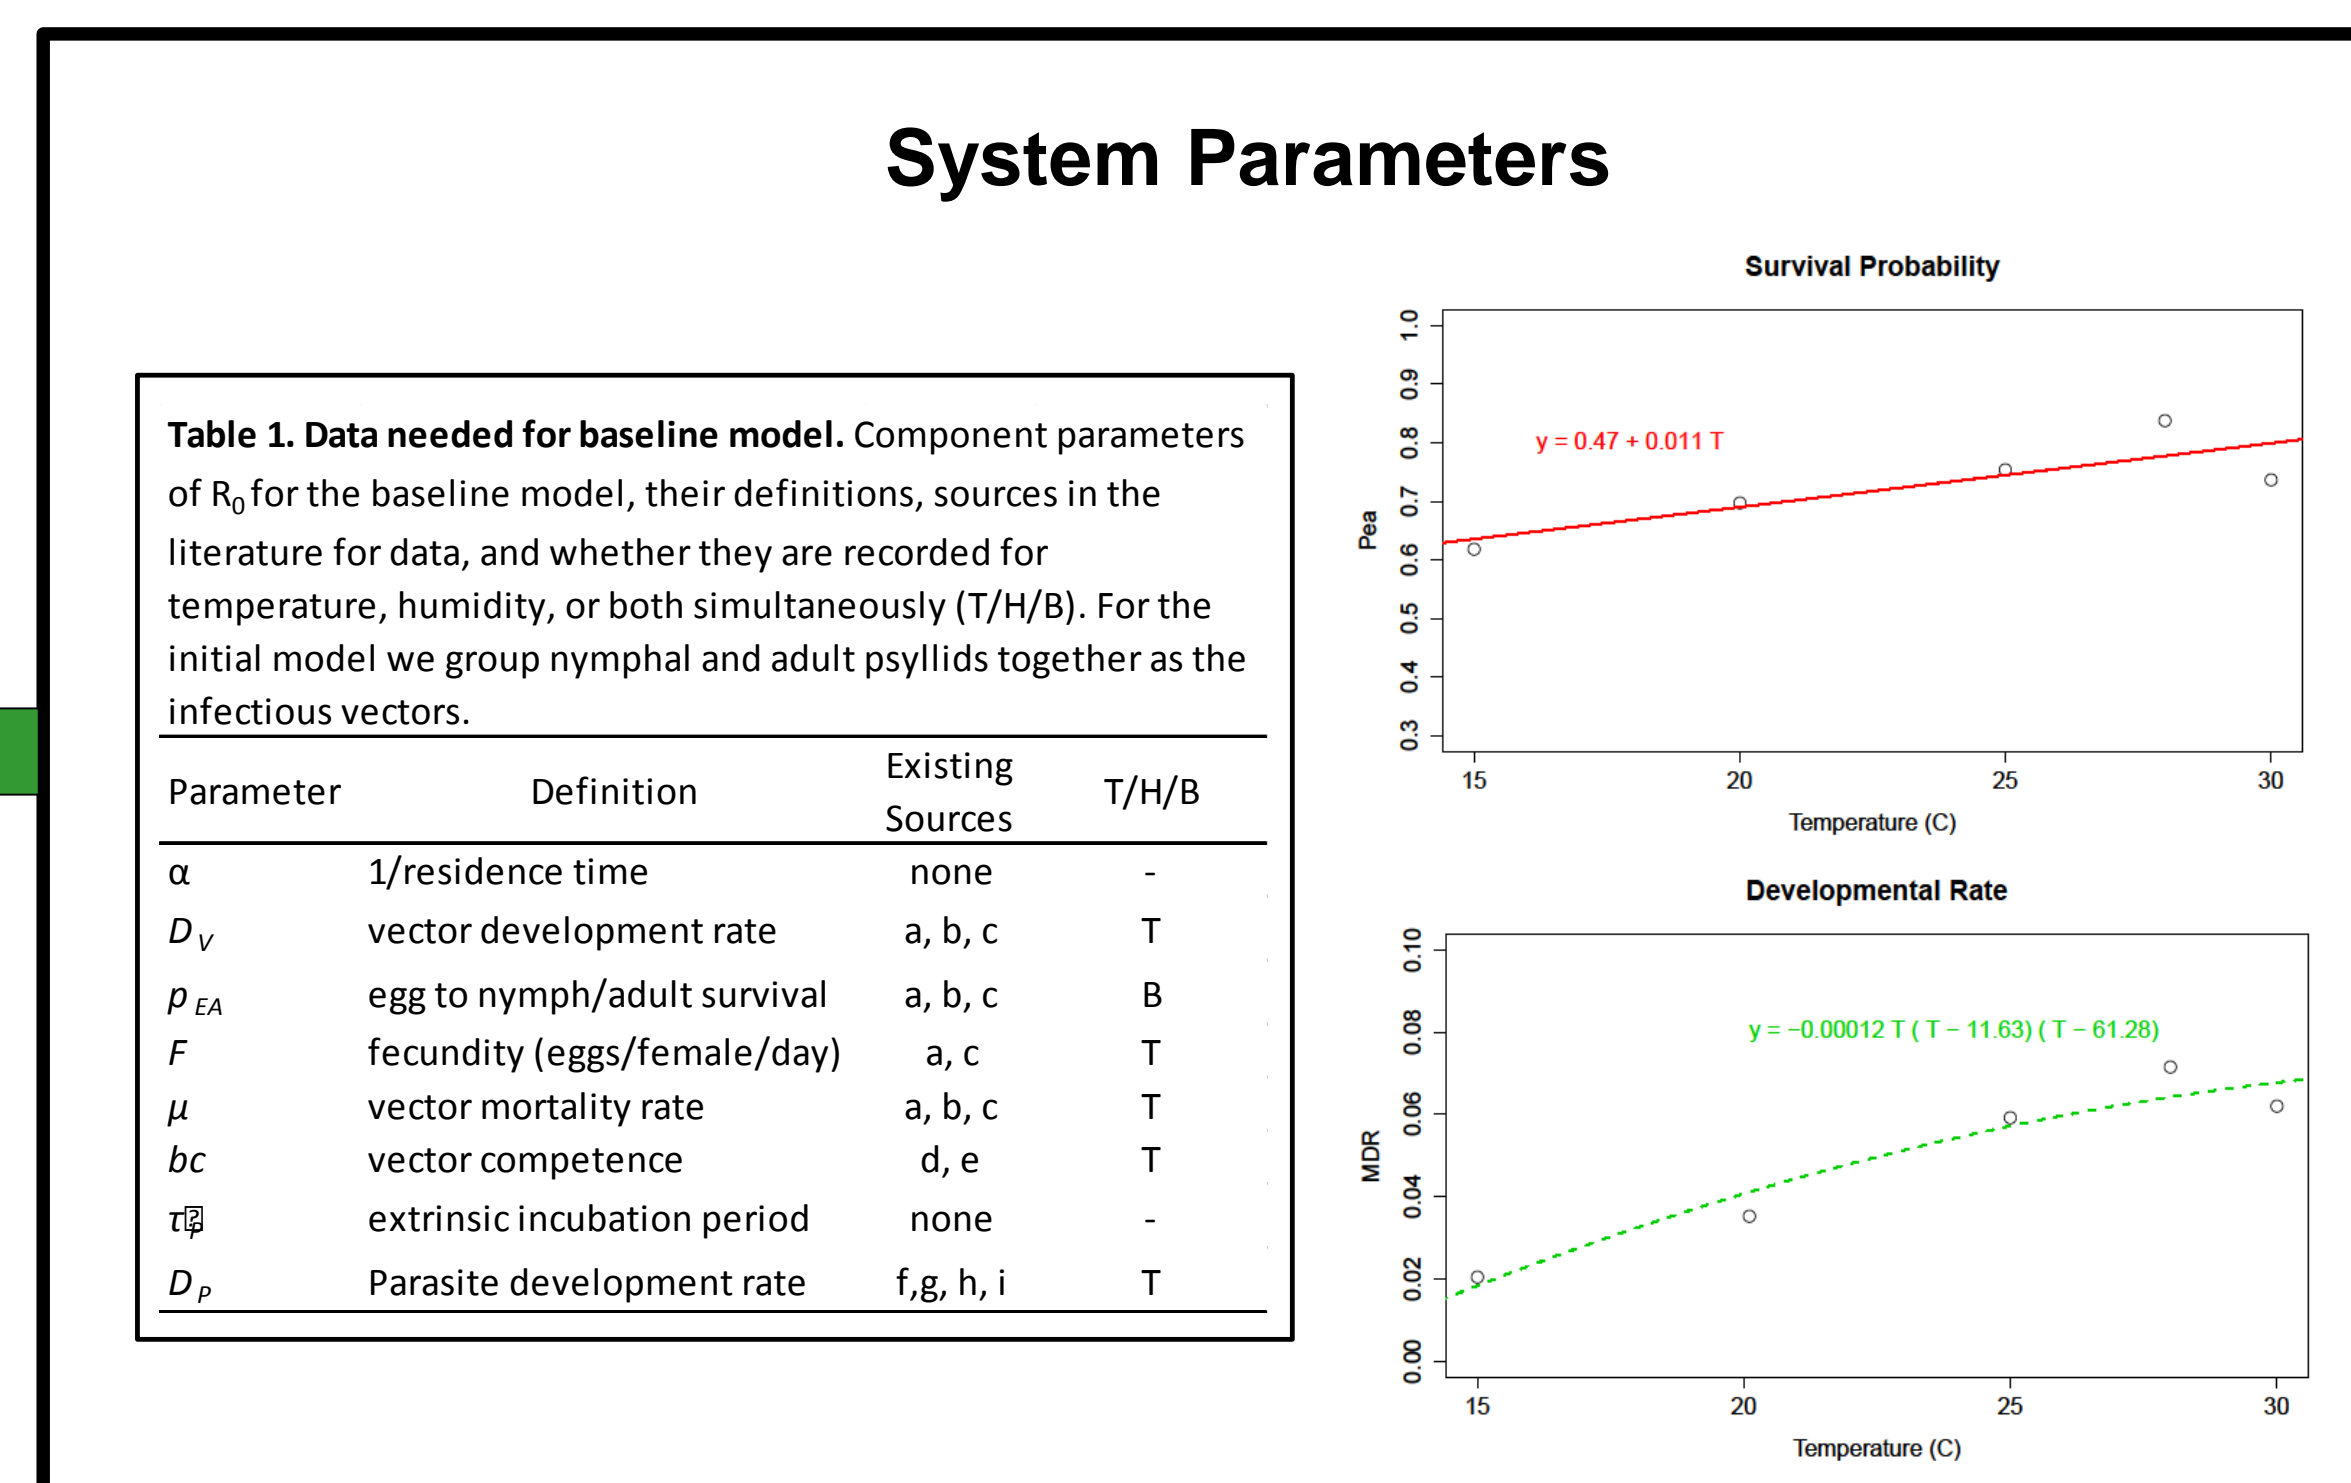 System Parameters
Table 1. Data needed for baseline model. Component parameters
of R0 for the baseline model, their definitions, sources in the
literature for data, and whether they are recorded for
temperature, humidity, or both simultaneously (T/H/B). For the
initial model we group nymphal and adult psyllids together as the
infectious vectors.
Parameter Definition Existing Sources T/H/B
α 1/residence time none -
D V vector development rate a, b, c T
p EA egg to nymph/adult survival a, b, c B
F fecundity (eggs/female/day) a, c T
μ vector mortality rate a, b, c T
bc vector competence d, e T
τ P extrinsic incubation period none -
D P Parasite development rate f,g, h, i T
Survival Probability
1.0
0.9
0.8
0.7
0.6
0.5
0.4
0.3
Pea
y = 0.47 + 0.011 T
15 20 25 30
Temperature (C)
Developmental Rate
0.10
0.08
0.06
0.04
0.02
0.00
MDR
y = −0.00012 T ( T − 11.63) ( T − 61.28)
15 20 25 30
Temperature (C)